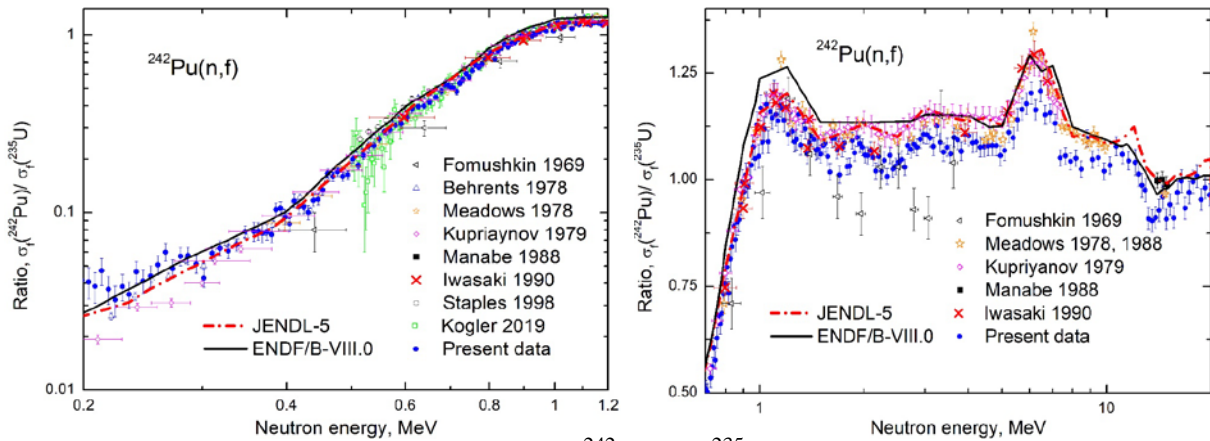 ²⁴²Pu(n,f)
Ratio, σf(²⁴²Pu)/ σf(²³⁵U)
1
0.1
0.01
Fomushkin 1969
Behrents 1978
Meadows 1978
Kupriaynov 1979
Manabe 1988
Iwasaki 1990
Staples 1998
Kogler 2019
Present data
JENDL-5
ENDF/B-VIII.0
0.2 0.4 0.6 0.8 1 1.2
Neutron energy, MeV
²⁴²Pu(n,f)
Ratio, σf(²⁴²Pu)/ σf(²³⁵U)
1.25
1.00
0.75
0.50
Fomushkin 1969
Meadows 1978, 1988
Kupriyanov 1979
Manabe 1988
Iwasaki 1990
Present data
JENDL-5
ENDF/B-VIII.0
1 10
Neutron energy, MeV
242 235